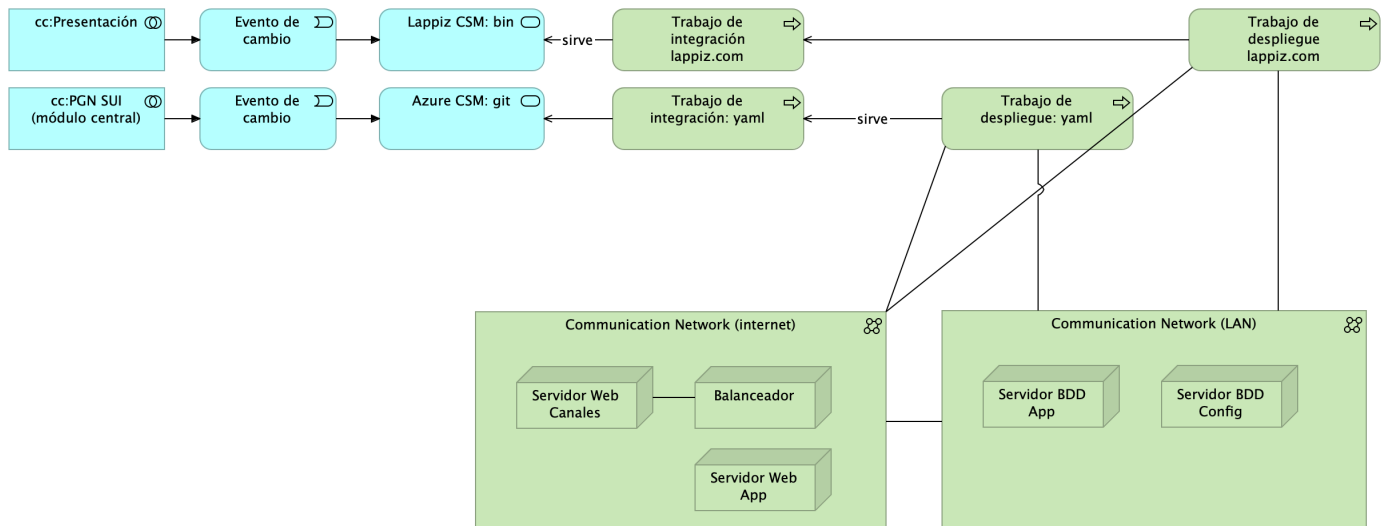 cc:Presentación
Evento de
cambio
Lappiz CSM: bin
sirve
Trabajo de
integración
lappiz.com
Trabajo de
despliegue
lappiz.com
cc:PGN SUI
(módulo central)
Evento de
cambio
Azure CSM: git
Trabajo de
integración: yaml
sirve
Trabajo de
despliegue: yaml
Communication Network (internet)
Servidor Web
Canales
Balanceador
Servidor Web
App
Communication Network (LAN)
Servidor BDD
App
Servidor BDD
Config